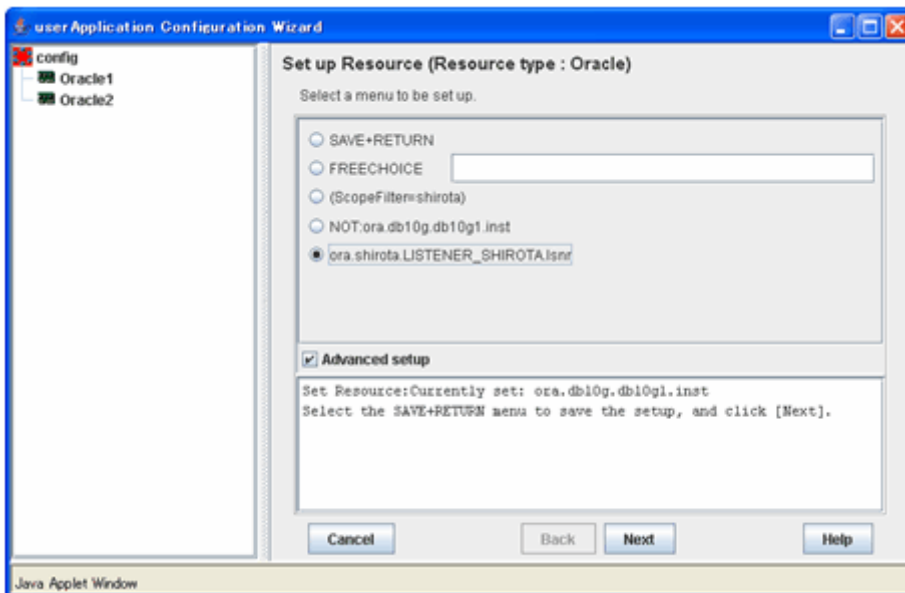 userApplication Configuration Wizard
config
Oracle1
Oracle2
Set up Resource (Resource type : Oracle)
Select a menu to be set up.
SAVE+RETURN
FREECHOICE
(ScopeFilter=shirota)
NOT:ora.db10g.db10g1.inst
ora.shirota.LISTENER_SHIROTA.lsnr
Advanced setup
Set Resource:Currently set: ora.db10g.db10g1.inst
Select the SAVE+RETURN menu to save the setup, and click [Next].
Cancel Back Next Help
Java Applet Window